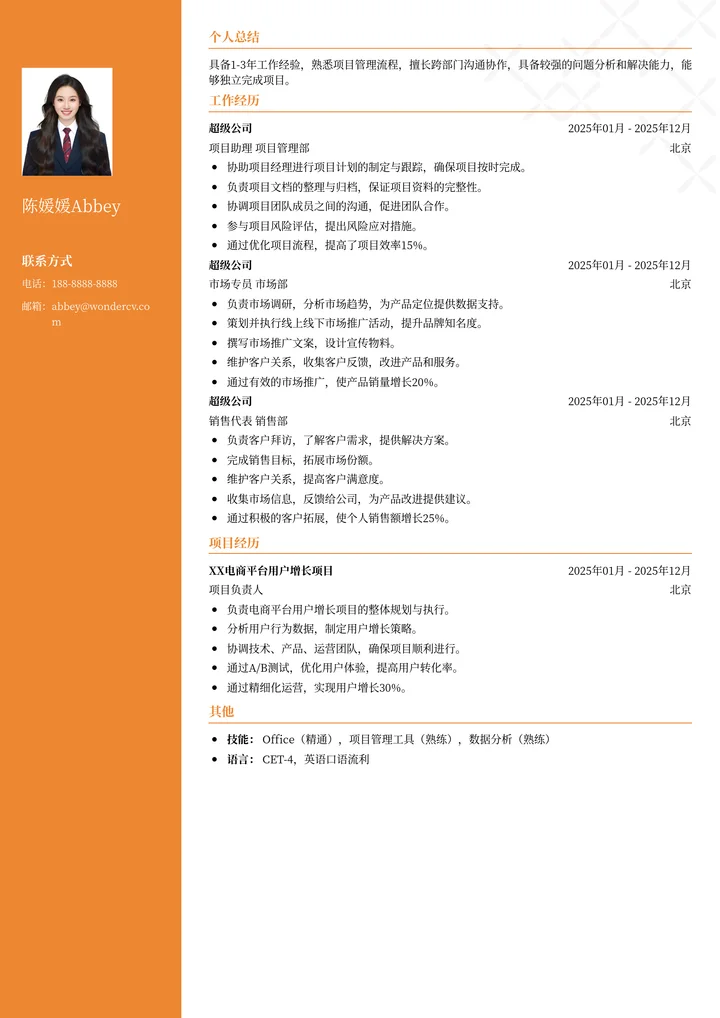 陈媛媛Abbey
联系方式
电话：188-8888-8888
邮箱：abbey@wondercv.co
m
个人总结
具备1-3年工作经验，熟悉项目管理流程，擅长跨部门沟通协作，具备较强的问题分析和解决能力，能
够独立完成项目。
工作经历
超级公司 2025年01月 - 2025年12月
项目助理 项目管理部 北京
• 协助项目经理进行项目计划的制定与跟踪，确保项目按时完成。
• 负责项目文档的整理与归档，保证项目资料的完整性。
• 协调项目团队成员之间的沟通，促进团队合作。
• 参与项目风险评估，提出风险应对措施。
• 通过优化项目流程，提高了项目效率15%。
超级公司 2025年01月 - 2025年12月
市场专员 市场部 北京
• 负责市场调研，分析市场趋势，为产品定位提供数据支持。
• 策划并执行线上线下市场推广活动，提升品牌知名度。
• 撰写市场推广文案，设计宣传物料。
• 维护客户关系，收集客户反馈，改进产品和服务。
• 通过有效的市场推广，使产品销量增长20%。
超级公司 2025年01月 - 2025年12月
销售代表 销售部 北京
• 负责客户拜访，了解客户需求，提供解决方案。
• 完成销售目标，拓展市场份额。
• 维护客户关系，提高客户满意度。
• 收集市场信息，反馈给公司，为产品改进提供建议。
• 通过积极的客户拓展，使个人销售额增长25%。
项目经历
XX电商平台用户增长项目 2025年01月 - 2025年12月
项目负责人 北京
• 负责电商平台用户增长项目的整体规划与执行。
• 分析用户行为数据，制定用户增长策略。
• 协调技术、产品、运营团队，确保项目顺利进行。
• 通过A/B测试，优化用户体验，提高用户转化率。
• 通过精细化运营，实现用户增长30%。
其他
• 技能： Office（精通）, 项目管理工具（熟练）, 数据分析（熟练）
• 语言： CET-4，英语口语流利